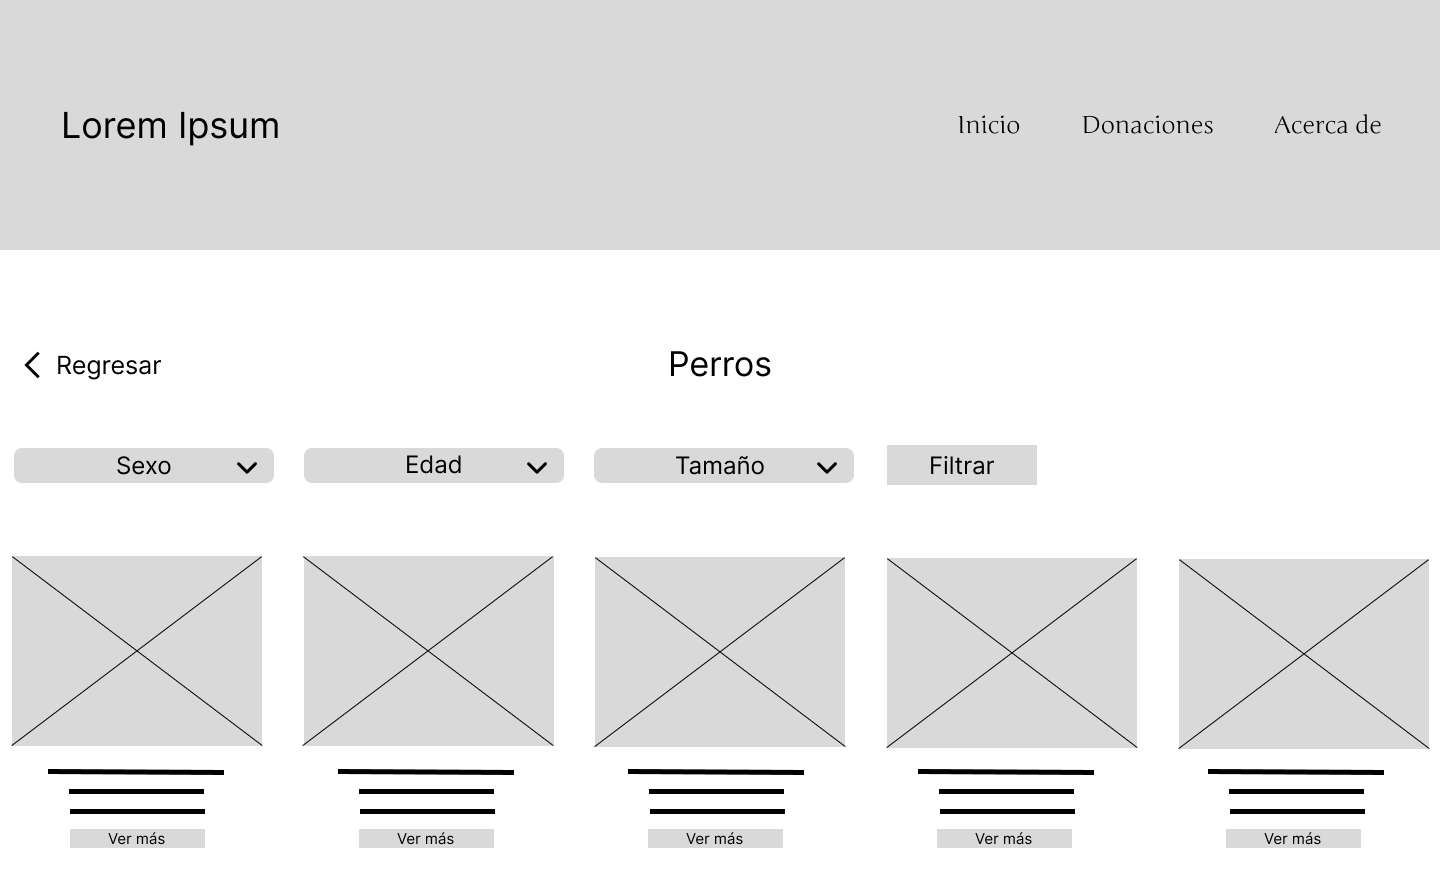 Lorem Ipsum
Inicio Donaciones Acerca de
Regresar
Perros
Sexo Edad Tamaño Filtrar
Ver más Ver más Ver más Ver más Ver más